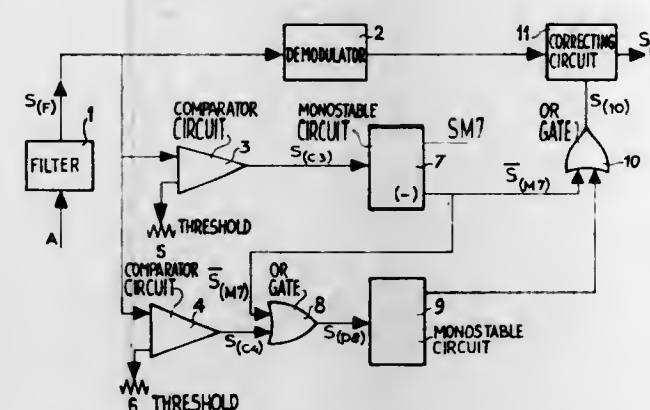 11
2
CORRECTING
CIRCUIT
S
DEMODULATOR
S(F)
1
FILTER
A
COMPARATOR
CIRCUIT
3
S(C3)
MONOSTABLE
CIRCUIT
SM7
7
(-)
S̅(M7)
S(10)
OR
GATE
10
THRESHOLD
5
COMPARATOR
CIRCUIT
4
S̅(M7)
S(C4)
OR
GATE
8
S(P8)
9
MONOSTABLE
CIRCUIT
6 THRESHOLD